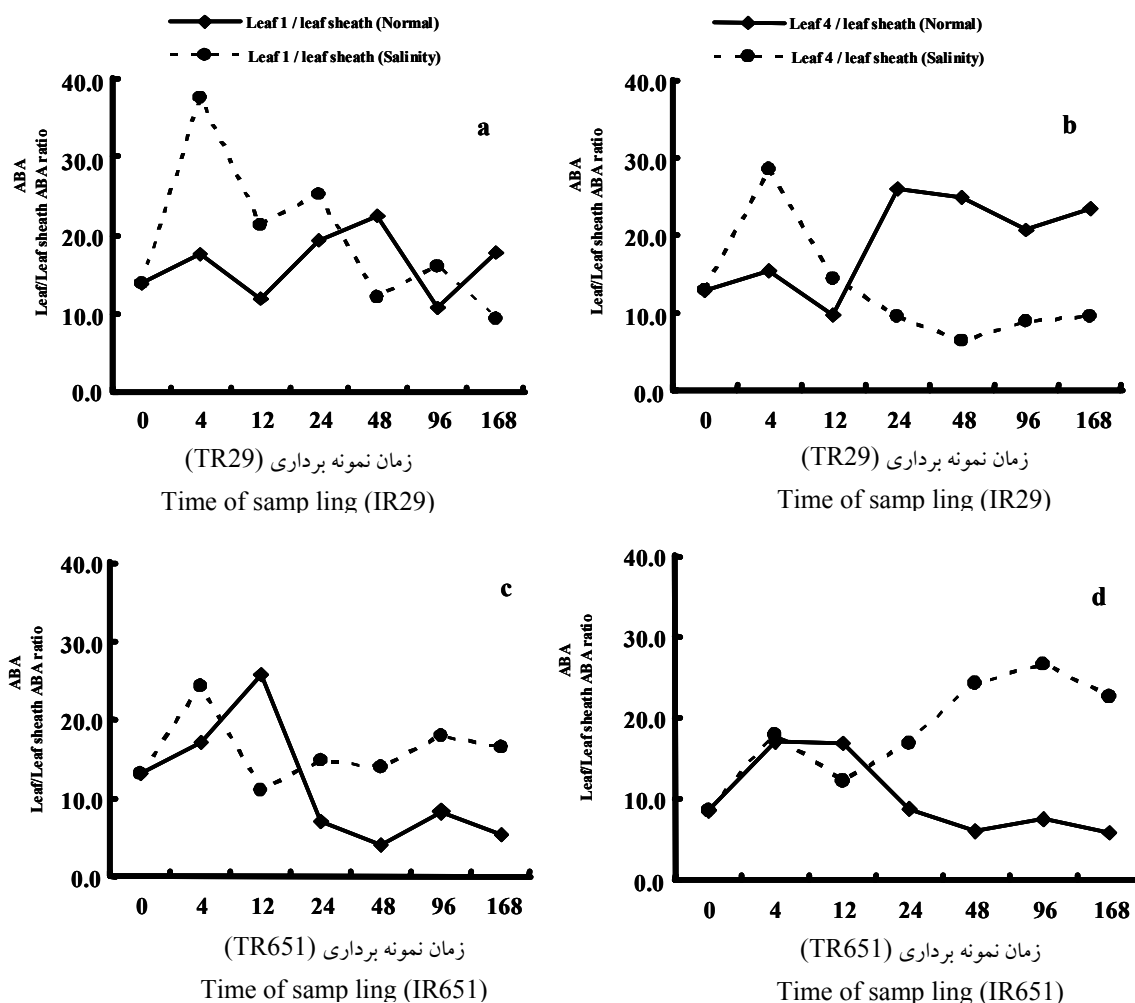 Leaf 1 / leaf sheath (Normal)
Leaf 1 / leaf sheath (Salinity)
Leaf 4 / leaf sheath (Normal)
Leaf 4 / leaf sheath (Salinity)
ABA
Leaf/Leaf sheath ABA ratio
40.0
30.0
20.0
10.0
0.0
a
0 4 12 24 48 96 168
زمان نمونه برداری (TR29)
Time of samp ling (IR29)
ABA
Leaf/Leaf sheath ABA ratio
40.0
30.0
20.0
10.0
0.0
b
0 4 12 24 48 96 168
زمان نمونه برداری (TR29)
Time of samp ling (IR29)
ABA
Leaf/Leaf sheath ABA ratio
40.0
30.0
20.0
10.0
0.0
c
0 4 12 24 48 96 168
زمان نمونه برداری (TR651)
Time of samp ling (IR651)
ABA
Leaf/Leaf sheath ABA ratio
40.0
30.0
20.0
10.0
0.0
d
0 4 12 24 48 96 168
زمان نمونه برداری (TR651)
Time of samp ling (IR651)